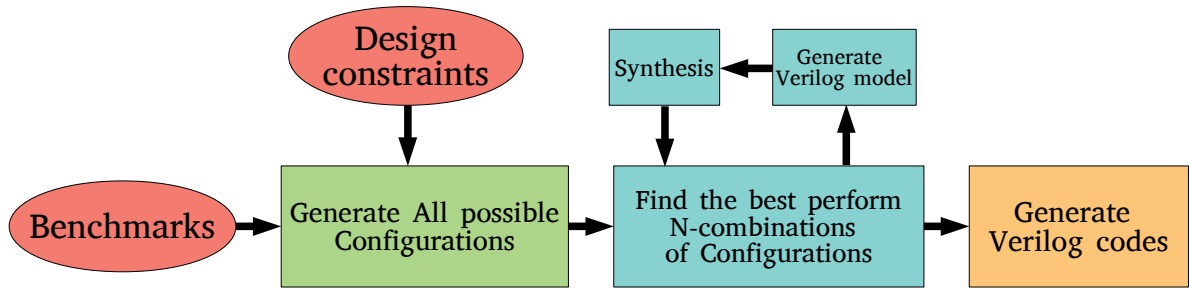 Design
constraints
Synthesis
Generate
Verilog model
Benchmarks
Generate All possible
Configurations
Find the best perform
N-combinations
of Configurations
Generate
Verilog codes